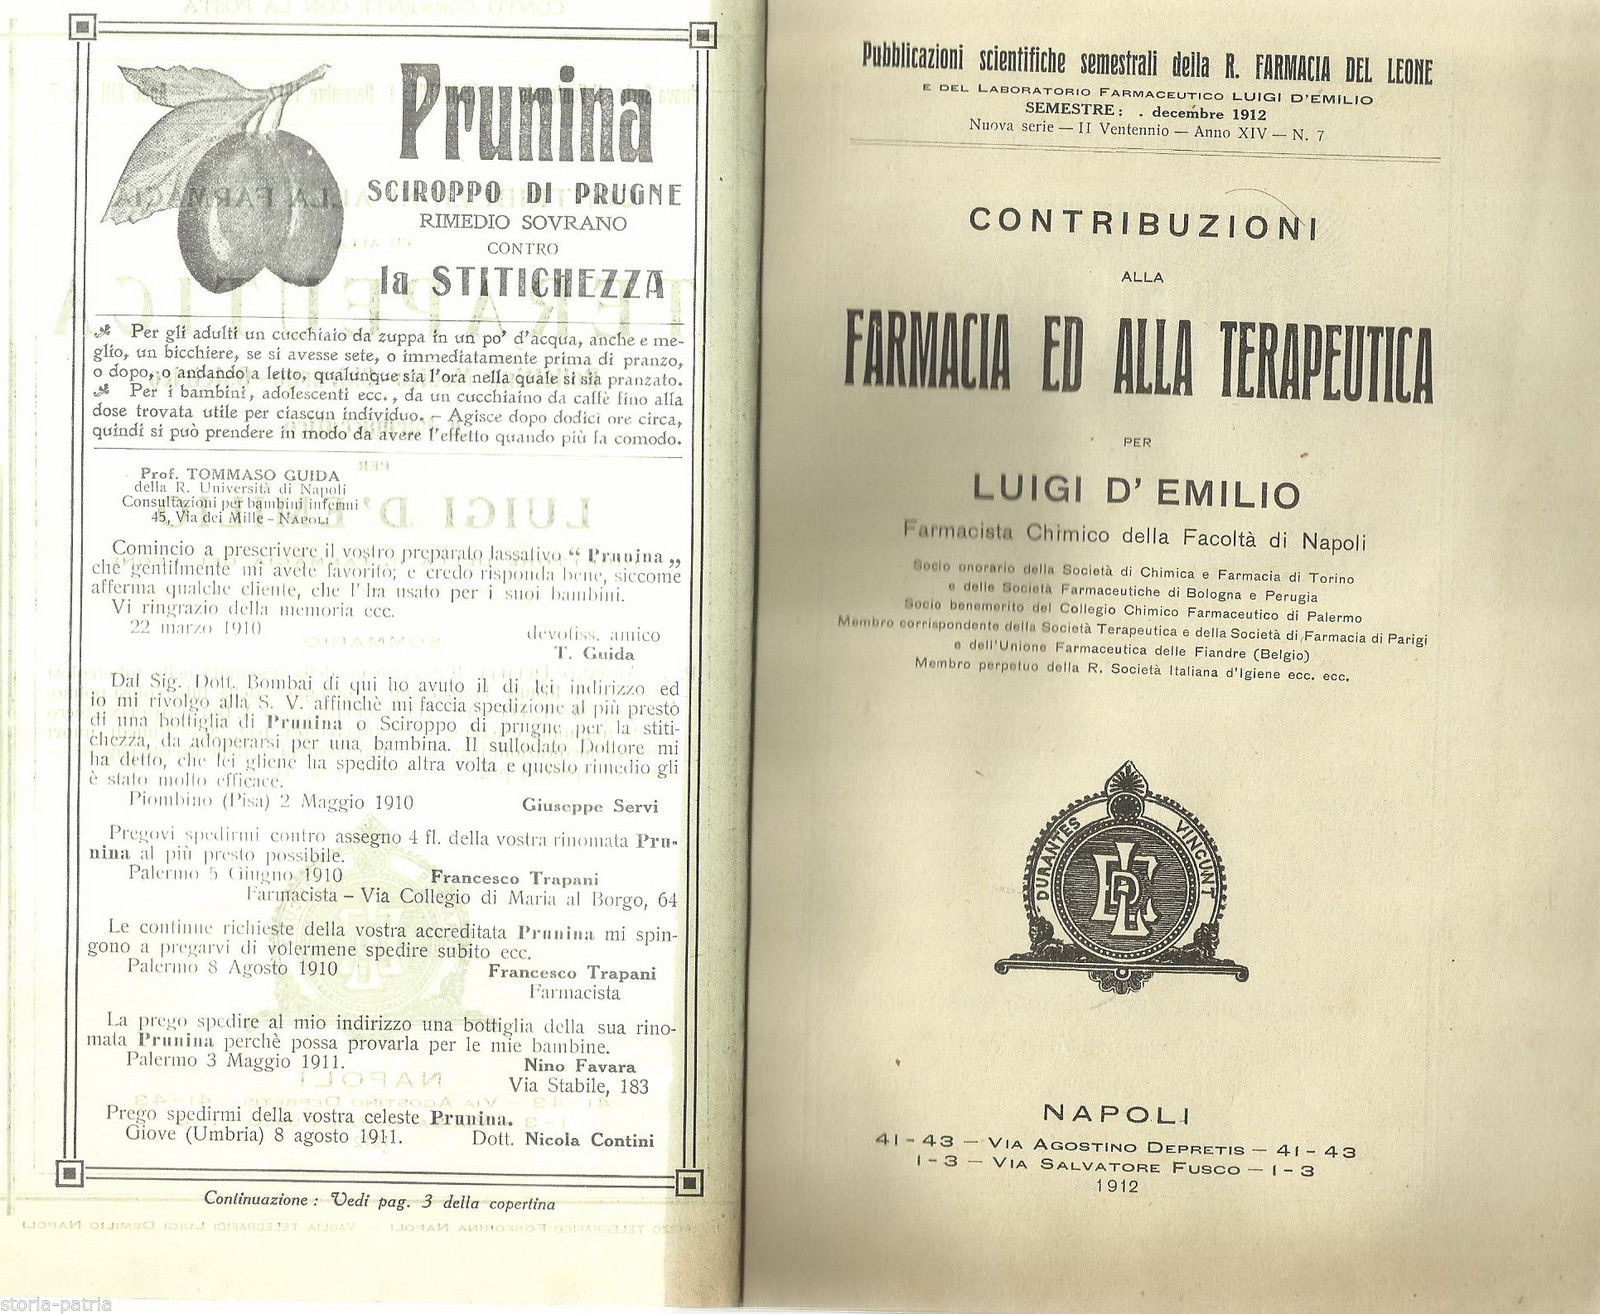 Prunina
SCIROPPO DI PRUGNE
RIMEDIO SOVRANO
CONTRO
la STITICHEZZA
Per gli adulti un cucchiaio da zuppa in un po' d'acqua, anche e me-
glio, un bicchiere, se si avesse sete, o immediatamente prima di pranzo,
o dopo, o andando a letto, qualunque sia l'ora nella quale si sia pranzato.
Per i bambini, adolescenti ecc., da un cucchiaino da caffè fino alla
dose trovata utile per ciascun individuo. – Agisce dopo dodici ore circa,
quindi si può prendere in modo da avere l'effetto quando più fa comodo.
Prof. TOMMASO GUIDA
della R. Università di Napoli
Consultazioni per bambini infermi
45, Via dei Mille – NAPOLI
Comincio a prescrivere il vostro preparato lassativo “ Prunina „
che gentilmente mi avete favorito; e credo risponda bene, siccome
afferma qualche cliente, che l'ha usato per i suoi bambini.
Vi ringrazio della memoria ecc.
22 marzo 1910
devotiss. amico
T. Guida
Dal Sig. Dott. Bombai di qui ho avuto il di lei indirizzo ed
io mi rivolgo alla S. V. affinchè mi faccia spedizione al più presto
di una bottiglia di Prunina o Sciroppo di prugne per la stiti-
chezza, da adoperarsi per una bambina. Il sullodato Dottore mi
ha detto, che lei gliene ha spedito altra volta e questo rimedio gli
è stato molto efficace.
Piombino (Pisa) 2 Maggio 1910 Giuseppe Servi
Pregovi spedirmi contro assegno 4 fl. della vostra rinomata Pru-
nina al più presto possibile.
Palermo 5 Giugno 1910 Francesco Trapani
Farmacista – Via Collegio di Maria al Borgo, 64
Le continue richieste della vostra accreditata Prunina mi spin-
gono a pregarvi di volermene spedire subito ecc.
Palermo 8 Agosto 1910 Francesco Trapani
Farmacista
La prego spedire al mio indirizzo una bottiglia della sua rino-
mata Prunina perchè possa provarla per le mie bambine.
Palermo 3 Maggio 1911. Nino Favara
Via Stabile, 183
Prego spedirmi della vostra celeste Prunina.
Giove (Umbria) 8 agosto 1911. Dott. Nicola Contini
Continuazione : Vedi pag. 3 della copertina
Pubblicazioni scientifiche semestrali della R. FARMACIA DEL LEONE
E DEL LABORATORIO FARMACEUTICO LUIGI D'EMILIO
SEMESTRE : . decembre 1912
Nuova serie — II Ventennio — Anno XIV — N. 7
CONTRIBUZIONI
ALLA
FARMACIA ED ALLA TERAPEUTICA
PER
LUIGI D' EMILIO
Farmacista Chimico della Facoltà di Napoli
Socio onorario della Società di Chimica e Farmacia di Torino
e delle Società Farmaceutiche di Bologna e Perugia
Socio benemerito del Collegio Chimico Farmaceutico di Palermo
Membro corrispondente della Società Terapeutica e della Società di Farmacia di Parigi
e dell'Unione Farmaceutica delle Fiandre (Belgio)
Membro perpetuo della R. Società Italiana d'Igiene ecc. ecc.
DURANTES VINCUNT
NAPOLI
41 - 43 — VIA AGOSTINO DEPRETIS — 41 - 43
1 - 3 — VIA SALVATORE FUSCO — 1 - 3
1912
storia-patria